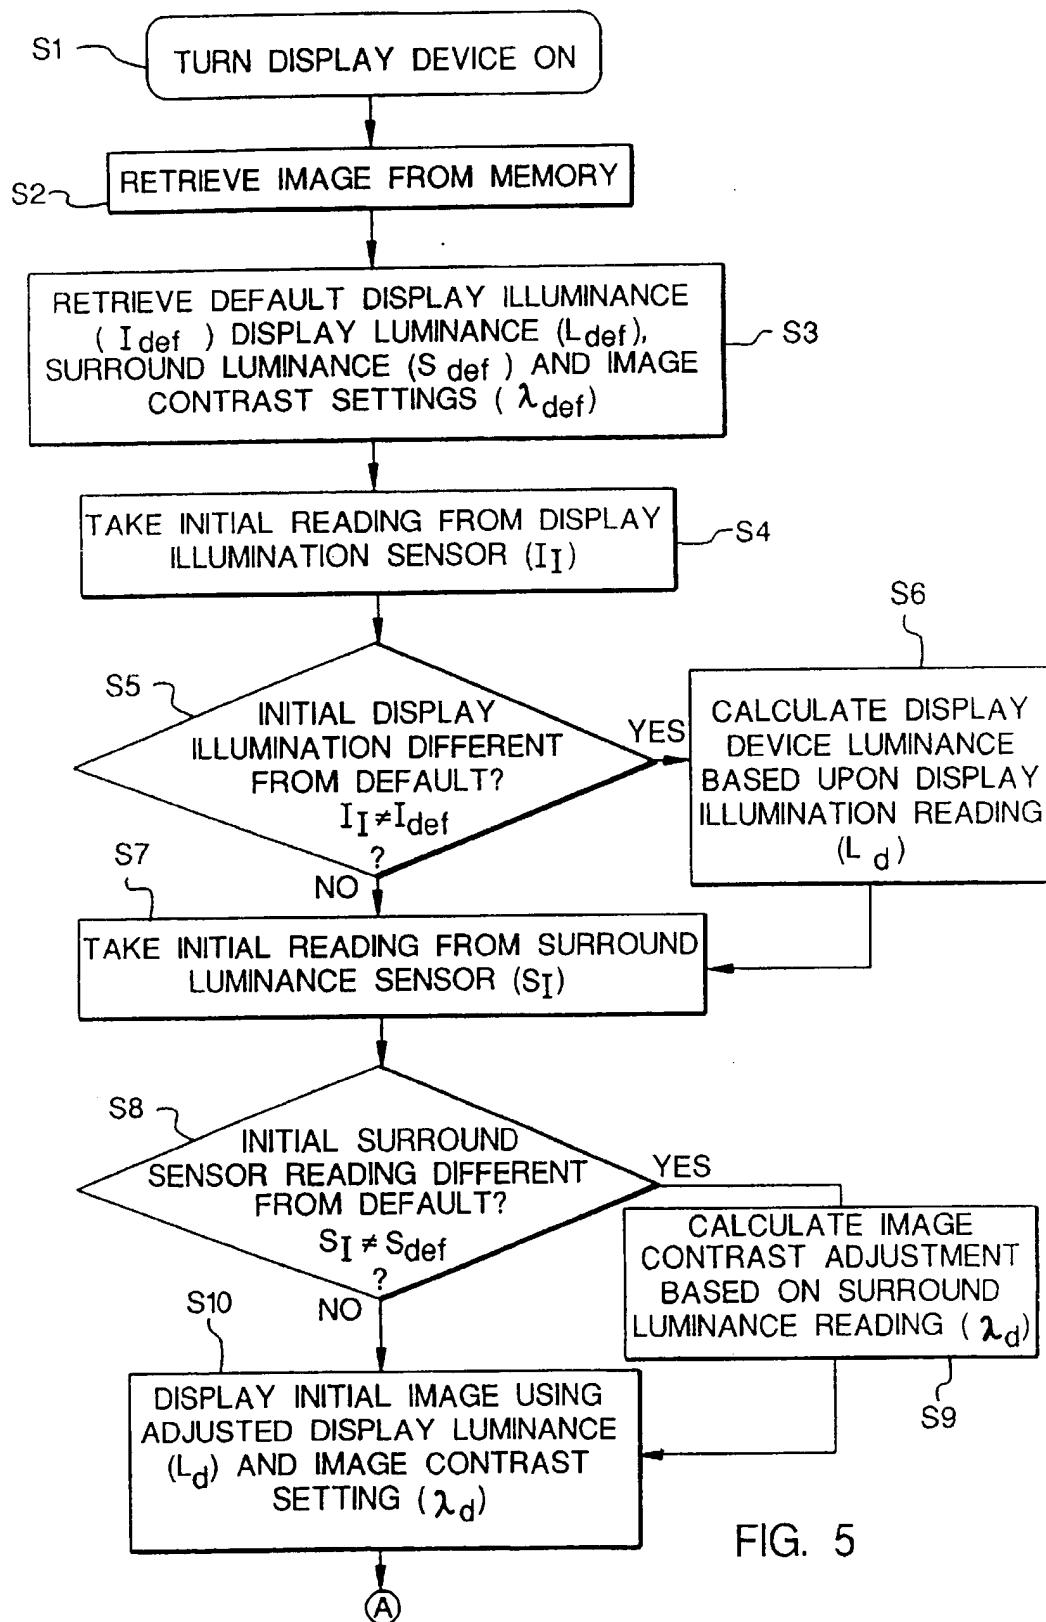 S1
TURN DISPLAY DEVICE ON
S2
RETRIEVE IMAGE FROM MEMORY
RETRIEVE DEFAULT DISPLAY ILLUMINANCE
( I def ) DISPLAY LUMINANCE (L def),
SURROUND LUMINANCE (S def ) AND IMAGE
CONTRAST SETTINGS ( λ def)
S3
TAKE INITIAL READING FROM DISPLAY
ILLUMINATION SENSOR (I I)
S4
S5
INITIAL DISPLAY
ILLUMINATION DIFFERENT
FROM DEFAULT?
I I ≠ I def
?
YES
NO
S6
CALCULATE DISPLAY
DEVICE LUMINANCE
BASED UPON DISPLAY
ILLUMINATION READING
(L d )
S7
TAKE INITIAL READING FROM SURROUND
LUMINANCE SENSOR (S I)
S8
INITIAL SURROUND
SENSOR READING DIFFERENT
FROM DEFAULT?
S I ≠ S def
?
YES
NO
CALCULATE IMAGE
CONTRAST ADJUSTMENT
BASED ON SURROUND
LUMINANCE READING ( λ d)
S9
S10
DISPLAY INITIAL IMAGE USING
ADJUSTED DISPLAY LUMINANCE
(L d) AND IMAGE CONTRAST
SETTING ( λ d)
FIG. 5
A